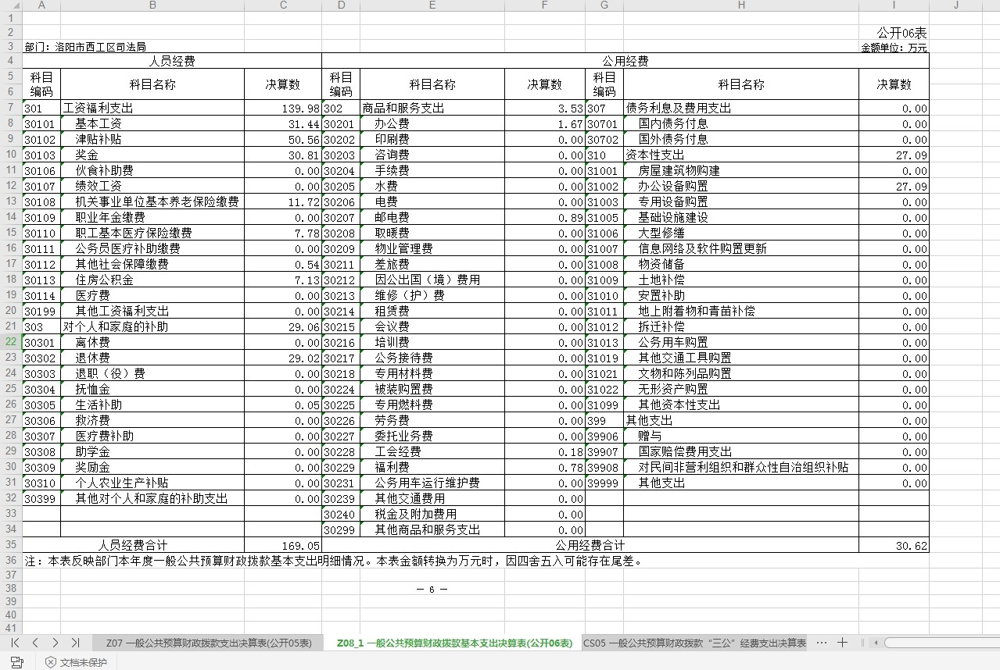 A B C D E F G H I J
1
2 公开06表
3 部门：洛阳市西工区司法局 金额单位：万元
4 人员经费 公用经费
5 科目 科目名称 决算数 科目 科目名称 决算数 科目 科目名称 决算数
6 编码 编码 编码
7 301 工资福利支出 139.98 302 商品和服务支出 3.53 307 债务利息及费用支出 0.00
8 30101 基本工资 31.44 30201 办公费 1.67 30701 国内债务付息 0.00
9 30102 津贴补贴 50.56 30202 印刷费 0.00 30702 国外债务付息 0.00
10 30103 奖金 30.81 30203 咨询费 0.00 310 资本性支出 27.09
11 30106 伙食补助费 0.00 30204 手续费 0.00 31001 房屋建筑物购建 0.00
12 30107 绩效工资 0.00 30205 水费 0.00 31002 办公设备购置 27.09
13 30108 机关事业单位基本养老保险缴费 11.72 30206 电费 0.00 31003 专用设备购置 0.00
14 30109 职业年金缴费 0.00 30207 邮电费 0.89 31005 基础设施建设 0.00
15 30110 职工基本医疗保险缴费 7.78 30208 取暖费 0.00 31006 大型修缮 0.00
16 30111 公务员医疗补助缴费 0.00 30209 物业管理费 0.00 31007 信息网络及软件购置更新 0.00
17 30112 其他社会保障缴费 0.54 30211 差旅费 0.00 31008 物资储备 0.00
18 30113 住房公积金 7.13 30212 因公出国（境）费用 0.00 31009 土地补偿 0.00
19 30114 医疗费 0.00 30213 维修（护）费 0.00 31010 安置补助 0.00
20 30199 其他工资福利支出 0.00 30214 租赁费 0.00 31011 地上附着物和青苗补偿 0.00
21 303 对个人和家庭的补助 29.06 30215 会议费 0.00 31012 拆迁补偿 0.00
22 30301 离休费 0.00 30216 培训费 0.00 31013 公务用车购置 0.00
23 30302 退休费 29.02 30217 公务接待费 0.00 31019 其他交通工具购置 0.00
24 30303 退职（役）费 0.00 30218 专用材料费 0.00 31021 文物和陈列品购置 0.00
25 30304 抚恤金 0.00 30224 被装购置费 0.00 31022 无形资产购置 0.00
26 30305 生活补助 0.05 30225 专用燃料费 0.00 31099 其他资本性支出 0.00
27 30306 救济费 0.00 30226 劳务费 0.00 399 其他支出 0.00
28 30307 医疗费补助 0.00 30227 委托业务费 0.00 39906 赠与 0.00
29 30308 助学金 0.00 30228 工会经费 0.18 39907 国家赔偿费用支出 0.00
30 30309 奖励金 0.00 30229 福利费 0.78 39908 对民间非营利组织和群众性自治组织补贴 0.00
31 30310 个人农业生产补贴 0.00 30231 公务用车运行维护费 0.00 39999 其他支出 0.00
32 30399 其他对个人和家庭的补助支出 0.00 30239 其他交通费用 0.00
33 30240 税金及附加费用 0.00
34 30299 其他商品和服务支出 0.00
35 人员经费合计 169.05 公用经费合计 30.62
36 注：本表反映部门本年度一般公共预算财政拨款基本支出明细情况。本表金额转换为万元时，因四舍五入可能存在尾差。
37
38 — 6 —
39
40
41
Z07 一般公共预算财政拨款支出决算表(公开05表) Z08_1 一般公共预算财政拨款基本支出决算表(公开06表) CS05 一般公共预算财政拨款“三公”经费支出决算表 ··· +
文档未保护